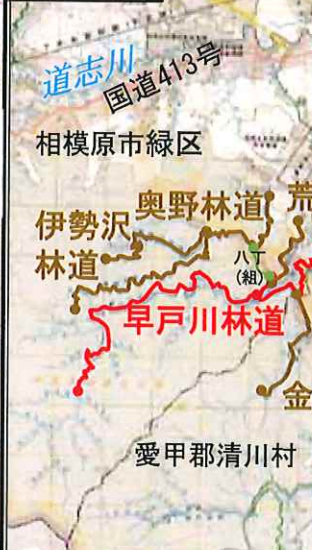 道志川
国道413号
相模原市緑区
奥野林道
荒
伊勢沢
林道
八丁
(組)
早戸川林道
金
愛甲郡清川村